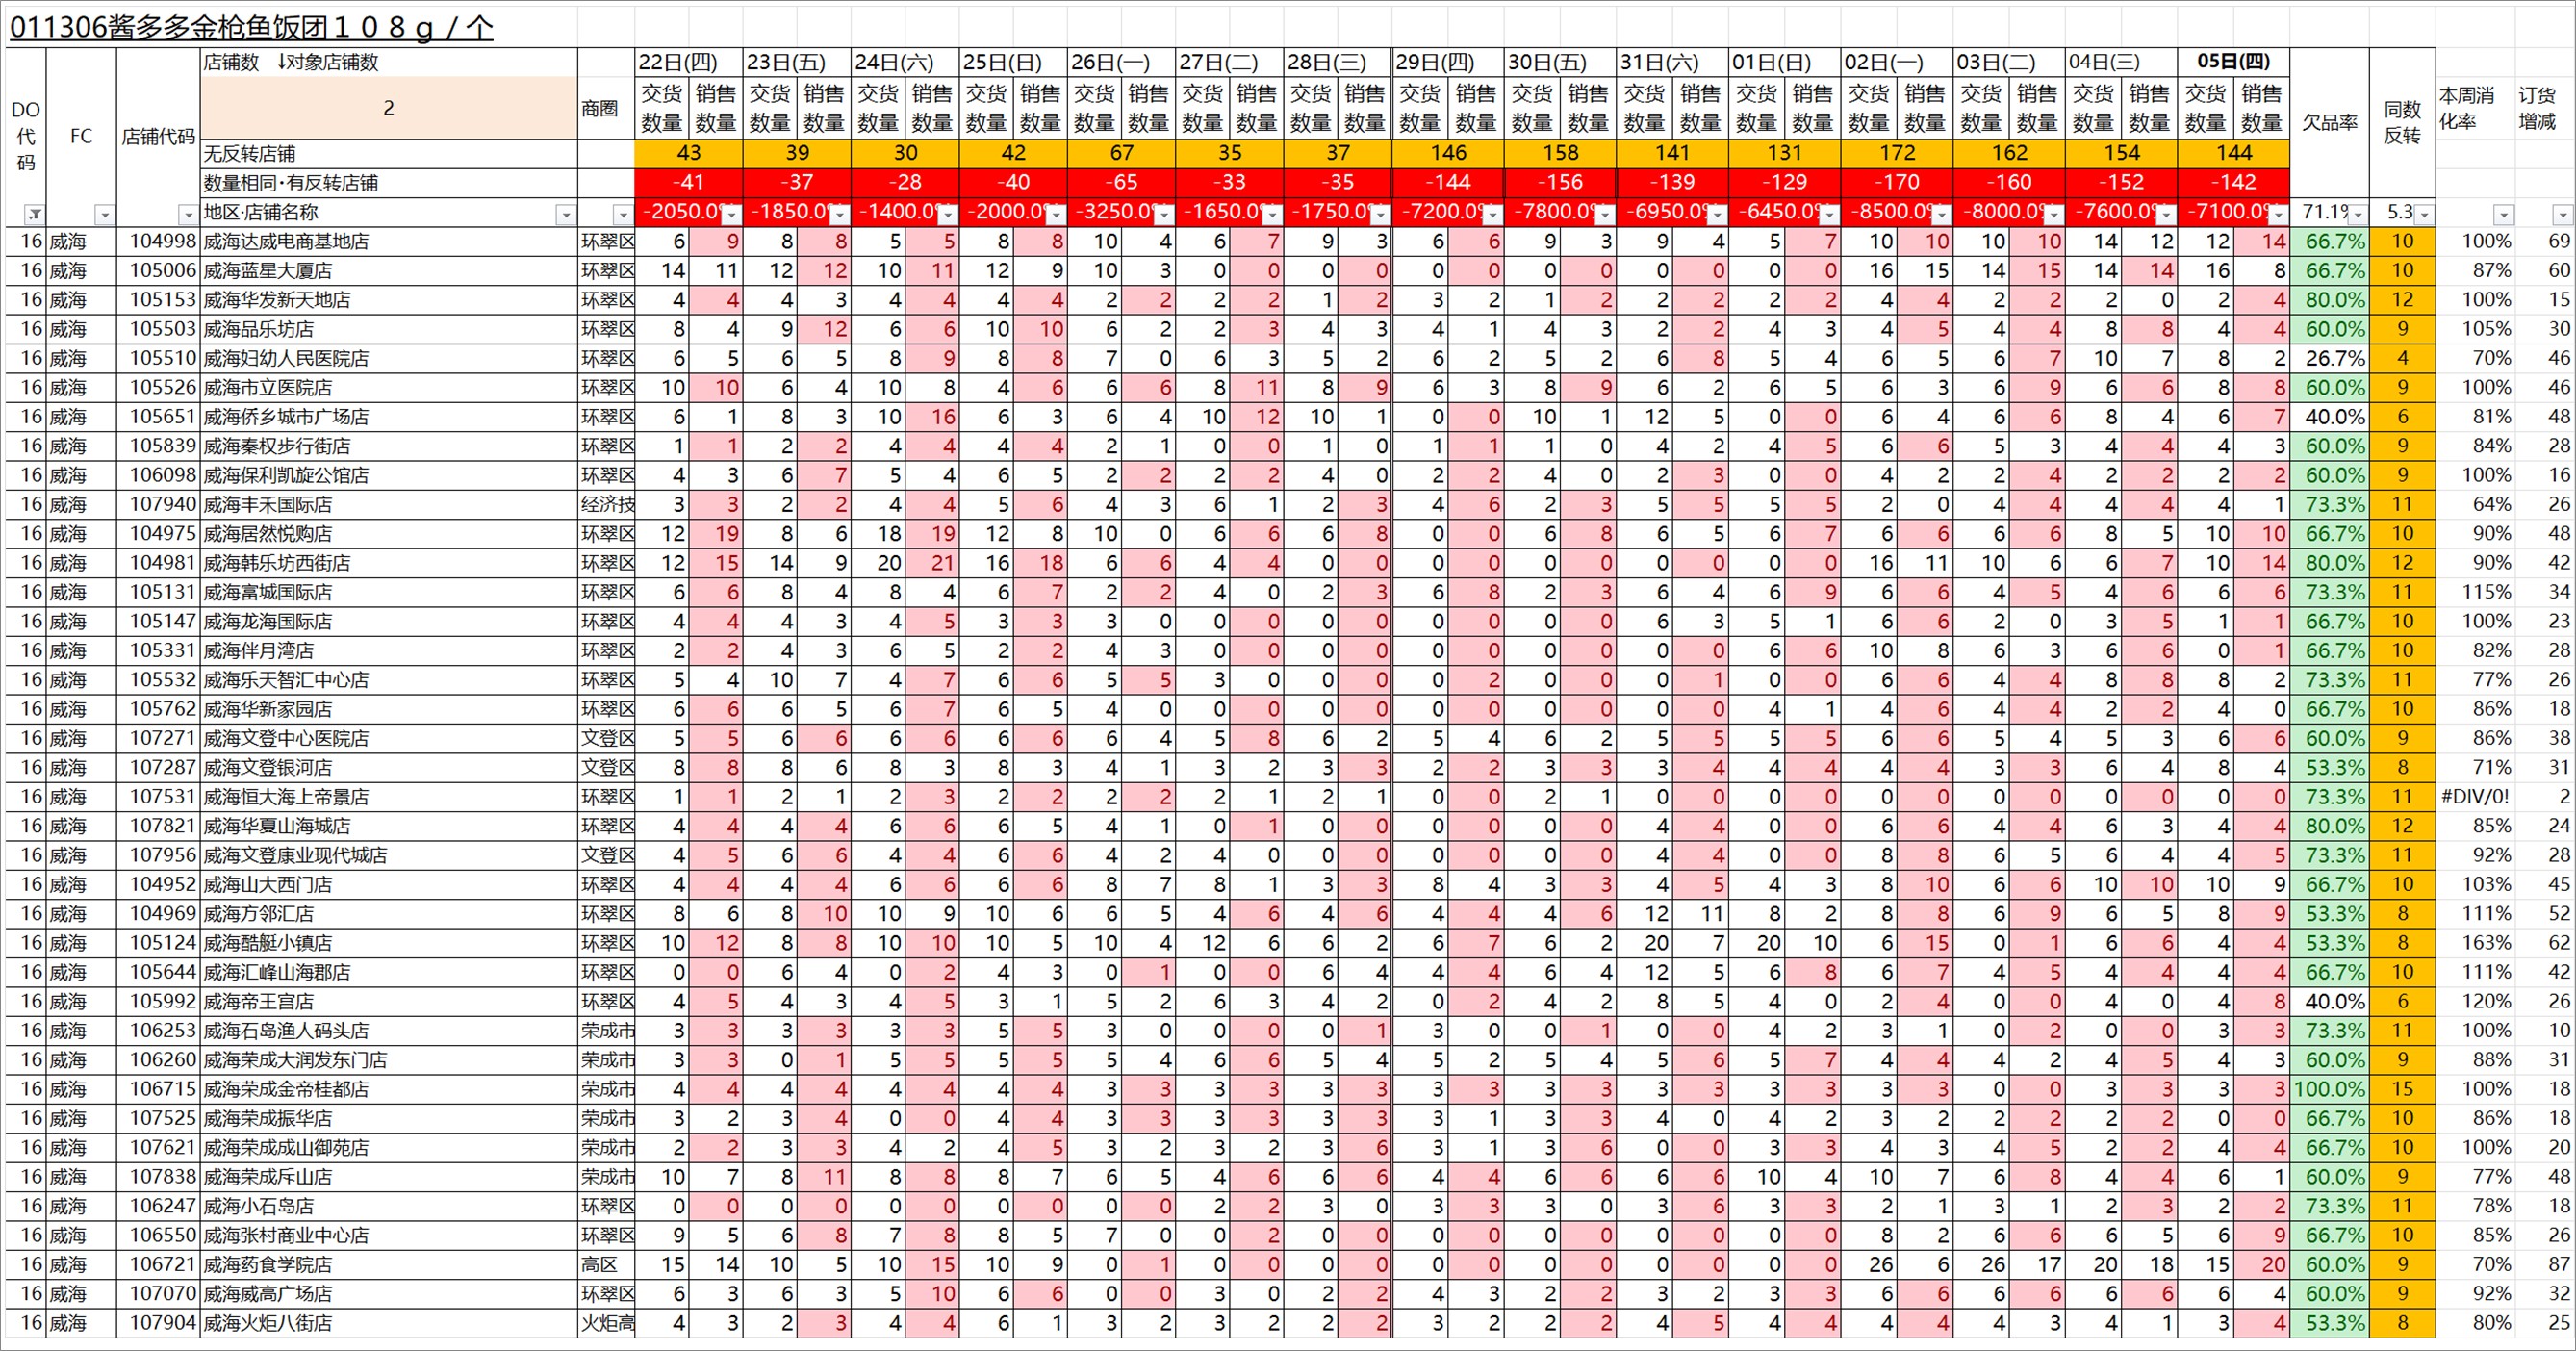 011306酱多多金枪鱼饭团１０８ｇ／个
DO代码 FC 店铺代码 店铺数 ↓对象店铺数 商圈 22日(四) 23日(五) 24日(六) 25日(日) 26日(一) 27日(二) 28日(三) 29日(四) 30日(五) 31日(六) 01日(日) 02日(一) 03日(二) 04日(三) 05日(四) 欠品率 同数反转 本周消化率 订货增减
2 交货数量 销售数量 交货数量 销售数量 交货数量 销售数量 交货数量 销售数量 交货数量 销售数量 交货数量 销售数量 交货数量 销售数量 交货数量 销售数量 交货数量 销售数量 交货数量 销售数量 交货数量 销售数量 交货数量 销售数量 交货数量 销售数量 交货数量 销售数量 交货数量 销售数量
无反转店铺 43 39 30 42 67 35 37 146 158 141 131 172 162 154 144
数量相同·有反转店铺 -41 -37 -28 -40 -65 -33 -35 -144 -156 -139 -129 -170 -160 -152 -142
地区·店铺名称 -2050.0% -1850.0% -1400.0% -2000.0% -3250.0% -1650.0% -1750.0% -7200.0% -7800.0% -6950.0% -6450.0% -8500.0% -8000.0% -7600.0% -7100.0% 71.1% 5.3
16 威海 104998 威海达威电商基地店 环翠区 6 9 8 8 5 5 8 8 10 4 6 7 9 3 6 6 9 3 9 4 5 7 10 10 10 10 14 12 12 14 66.7% 10 100% 69
16 威海 105006 威海蓝星大厦店 环翠区 14 11 12 12 10 11 12 9 10 3 0 0 0 0 0 0 0 0 0 0 0 0 16 15 14 15 14 14 16 8 66.7% 10 87% 60
16 威海 105153 威海华发新天地店 环翠区 4 4 4 3 4 4 4 4 2 2 2 2 1 2 3 2 1 2 2 2 2 2 4 4 2 2 2 0 2 4 80.0% 12 100% 15
16 威海 105503 威海品乐坊店 环翠区 8 4 9 12 6 6 10 10 6 2 2 3 4 3 4 1 4 3 2 2 4 3 4 5 4 4 8 8 4 4 60.0% 9 105% 30
16 威海 105510 威海妇幼人民医院店 环翠区 6 5 6 5 8 9 8 8 7 0 6 3 5 2 6 2 5 2 6 8 5 4 6 5 6 7 10 7 8 2 26.7% 4 70% 46
16 威海 105526 威海市立医院店 环翠区 10 10 6 4 10 8 4 6 6 6 8 11 8 9 6 3 8 9 6 2 6 5 6 3 6 9 6 6 8 8 60.0% 9 100% 46
16 威海 105651 威海侨乡城市广场店 环翠区 6 1 8 3 10 16 6 3 6 4 10 12 10 1 0 0 10 1 12 5 0 0 6 4 6 6 8 4 6 7 40.0% 6 81% 48
16 威海 105839 威海秦权步行街店 环翠区 1 1 2 2 4 4 4 4 2 1 0 0 1 0 1 1 1 0 4 2 4 5 6 6 5 3 4 4 4 3 60.0% 9 84% 28
16 威海 106098 威海保利凯旋公馆店 环翠区 4 3 6 7 5 4 6 5 2 2 2 2 4 0 2 2 4 0 2 3 0 0 4 2 2 4 2 2 2 2 60.0% 9 100% 16
16 威海 107940 威海丰禾国际店 经济技 3 3 2 2 4 4 5 6 4 3 6 1 2 3 4 6 2 3 5 5 5 5 2 0 4 4 4 4 4 1 73.3% 11 64% 26
16 威海 104975 威海居然悦购店 环翠区 12 19 8 6 18 19 12 8 10 0 6 6 6 8 0 0 6 8 6 5 6 7 6 6 6 6 8 5 10 10 66.7% 10 90% 48
16 威海 104981 威海韩乐坊西街店 环翠区 12 15 14 9 20 21 16 18 6 6 4 4 0 0 0 0 0 0 0 0 0 0 16 11 10 6 6 7 10 14 80.0% 12 90% 42
16 威海 105131 威海富城国际店 环翠区 6 6 8 4 8 4 6 7 2 2 4 0 2 3 6 8 2 3 6 4 6 9 6 6 4 5 4 6 6 6 73.3% 11 115% 34
16 威海 105147 威海龙海国际店 环翠区 4 4 4 3 4 5 3 3 3 0 0 0 0 0 0 0 0 0 6 3 5 1 6 6 2 0 3 5 1 1 66.7% 10 100% 23
16 威海 105331 威海伴月湾店 环翠区 2 2 4 3 6 5 2 2 4 3 0 0 0 0 0 0 0 0 0 0 6 6 10 8 6 3 6 6 0 1 66.7% 10 82% 28
16 威海 105532 威海乐天智汇中心店 环翠区 5 4 10 7 4 7 6 6 5 5 3 0 0 0 0 2 0 0 0 1 0 0 6 6 4 4 8 8 8 2 73.3% 11 77% 26
16 威海 105762 威海华新家园店 环翠区 6 6 6 5 6 7 6 5 4 0 0 0 0 0 0 0 0 0 0 0 4 1 4 6 4 4 2 2 4 0 66.7% 10 86% 18
16 威海 107271 威海文登中心医院店 文登区 5 5 6 6 6 6 6 6 6 4 5 8 6 2 5 4 6 2 5 5 5 5 6 6 5 4 5 3 6 6 60.0% 9 86% 38
16 威海 107287 威海文登银河店 文登区 8 8 8 6 8 3 8 3 4 1 3 2 3 3 2 2 3 3 3 4 4 4 4 4 3 3 6 4 8 4 53.3% 8 71% 31
16 威海 107531 威海恒大海上帝景店 环翠区 1 1 2 1 2 3 2 2 2 2 2 1 2 1 0 0 2 1 0 0 0 0 0 0 0 0 0 0 0 0 73.3% 11 #DIV/0! 2
16 威海 107821 威海华夏山海城店 环翠区 4 4 4 4 6 6 6 5 4 1 0 1 0 0 0 0 0 0 4 4 0 0 6 6 4 4 6 3 4 4 80.0% 12 85% 24
16 威海 107956 威海文登康业现代城店 文登区 4 5 6 6 4 4 6 6 4 2 4 0 0 0 0 0 0 0 4 4 0 0 8 8 6 5 6 4 4 5 73.3% 11 92% 28
16 威海 104952 威海山大西门店 环翠区 4 4 4 4 6 6 6 6 8 7 8 1 3 3 8 4 3 3 4 5 4 3 8 10 6 6 10 10 10 9 66.7% 10 103% 45
16 威海 104969 威海方邻汇店 环翠区 8 6 8 10 10 9 10 6 6 5 4 6 4 6 4 4 4 6 12 11 8 2 8 8 6 9 6 5 8 9 53.3% 8 111% 52
16 威海 105124 威海酷艇小镇店 环翠区 10 12 8 8 10 10 10 5 10 4 12 6 6 2 6 7 6 2 20 7 20 10 6 15 0 1 6 6 4 4 53.3% 8 163% 62
16 威海 105644 威海汇峰山海郡店 环翠区 0 0 6 4 0 2 4 3 0 1 0 0 6 4 4 4 6 4 12 5 6 8 6 7 4 5 4 4 4 4 66.7% 10 111% 42
16 威海 105992 威海帝王宫店 环翠区 4 5 4 3 4 5 3 1 5 2 6 3 4 2 0 2 4 2 8 5 4 0 2 4 0 0 4 0 4 8 40.0% 6 120% 26
16 威海 106253 威海石岛渔人码头店 荣成市 3 3 3 3 3 3 5 5 3 0 0 0 0 1 3 0 0 1 0 0 4 2 3 1 0 2 0 0 3 3 73.3% 11 100% 10
16 威海 106260 威海荣成大润发东门店 荣成市 3 3 0 1 5 5 5 5 5 4 6 6 5 4 5 2 5 4 5 6 5 7 4 4 4 2 4 5 4 3 60.0% 9 88% 31
16 威海 106715 威海荣成金帝桂都店 荣成市 4 4 4 4 4 4 4 4 3 3 3 3 3 3 3 3 3 3 3 3 3 3 3 3 0 0 3 3 3 3 100.0% 15 100% 18
16 威海 107525 威海荣成振华店 荣成市 3 2 3 4 0 0 4 4 3 3 3 3 3 3 3 1 3 3 4 0 4 2 3 2 2 2 2 2 0 0 66.7% 10 86% 18
16 威海 107621 威海荣成成山御苑店 荣成市 2 2 3 3 4 2 4 5 3 2 3 2 3 6 3 1 3 6 0 0 3 3 4 3 4 5 2 2 4 4 66.7% 10 100% 20
16 威海 107838 威海荣成斥山店 荣成市 10 7 8 11 8 8 8 7 6 5 4 6 6 6 4 4 6 6 6 6 10 4 10 7 6 8 4 4 6 1 60.0% 9 77% 48
16 威海 106247 威海小石岛店 环翠区 0 0 0 0 0 0 0 0 0 0 2 2 3 0 3 3 3 0 3 6 3 3 2 1 3 1 2 3 2 2 73.3% 11 78% 18
16 威海 106550 威海张村商业中心店 环翠区 9 5 6 8 7 8 8 5 7 0 0 2 0 0 0 0 0 0 0 0 0 0 8 2 6 6 6 5 6 9 66.7% 10 85% 26
16 威海 106721 威海药食学院店 高区 15 14 10 5 10 15 10 9 0 1 0 0 0 0 0 0 0 0 0 0 0 0 26 6 26 17 20 18 15 20 60.0% 9 70% 87
16 威海 107070 威海威高广场店 环翠区 6 3 6 3 5 10 6 6 0 0 3 0 2 2 4 3 2 2 3 2 3 3 6 6 6 6 6 6 6 4 60.0% 9 92% 32
16 威海 107904 威海火炬八街店 火炬高 4 3 2 3 4 4 6 1 3 2 3 2 2 2 3 2 2 2 4 5 4 4 4 4 4 3 4 1 3 4 53.3% 8 80% 25